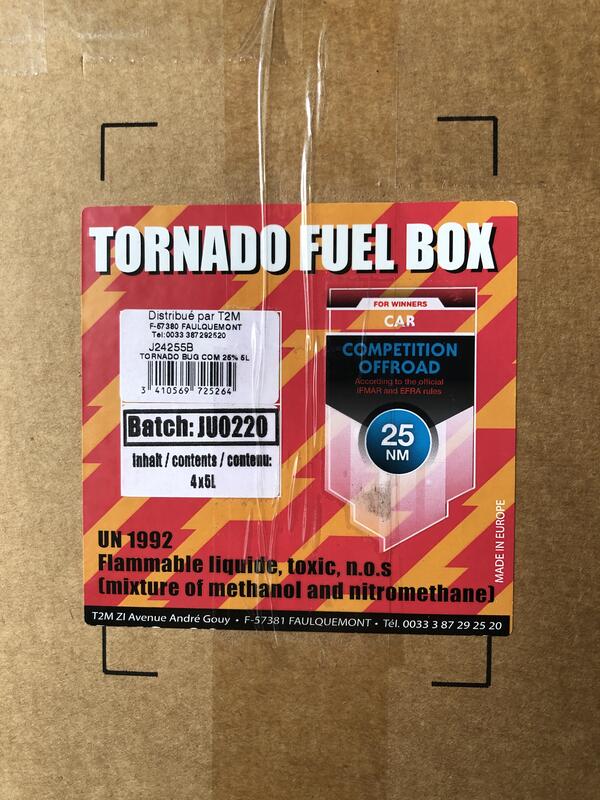 TORNADO FUEL BOX
Distribué par T2M
F-57380 FAULQUEMONT
Tel:0033 387292520
J24255B
TORNADO BUG COM 25% 5L
3 410569 725264
Batch: JU0220
Inhalt / contents / contenu:
4x5L
FOR WINNERS
CAR
COMPETITION
OFFROAD
According to the official
IFMAR and EFRA rules
25
NM
MADE IN EUROPE
UN 1992
Flammable liquide, toxic, n.o.s
(mixture of methanol and nitromethane)
T2M ZI Avenue André Gouy • F-57381 FAULQUEMONT • Tél. 0033 3 87 29 25 20